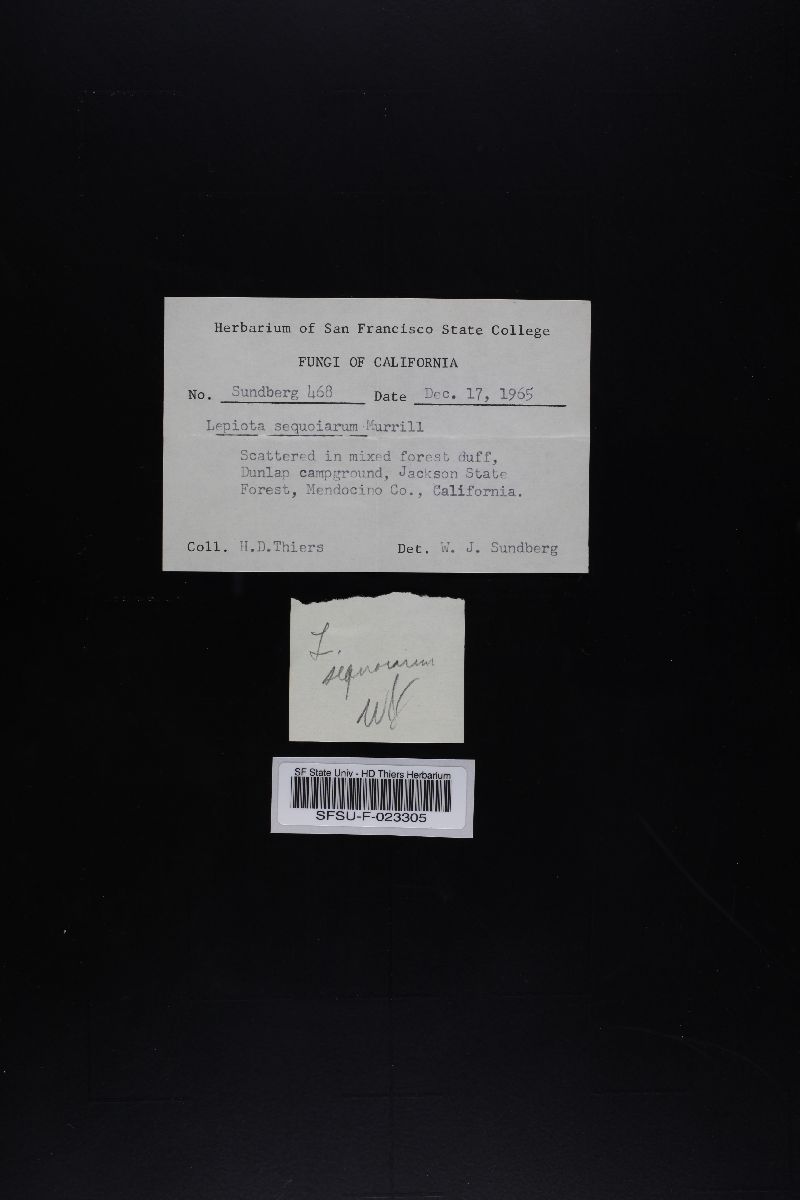 Herbarium of San Francisco State College
FUNGI OF CALIFORNIA
No. Sundberg 468 Date Dec. 17, 1965
Lepiota sequoiarum Murrill
Scattered in mixed forest duff,
Dunlap campground, Jackson State
Forest, Mendocino Co., California.
Coll. H.D.Thiers Det. W. J. Sundberg
L.
sequoiarum
SF State Univ - HD Thiers Herbarium
SFSU-F-023305